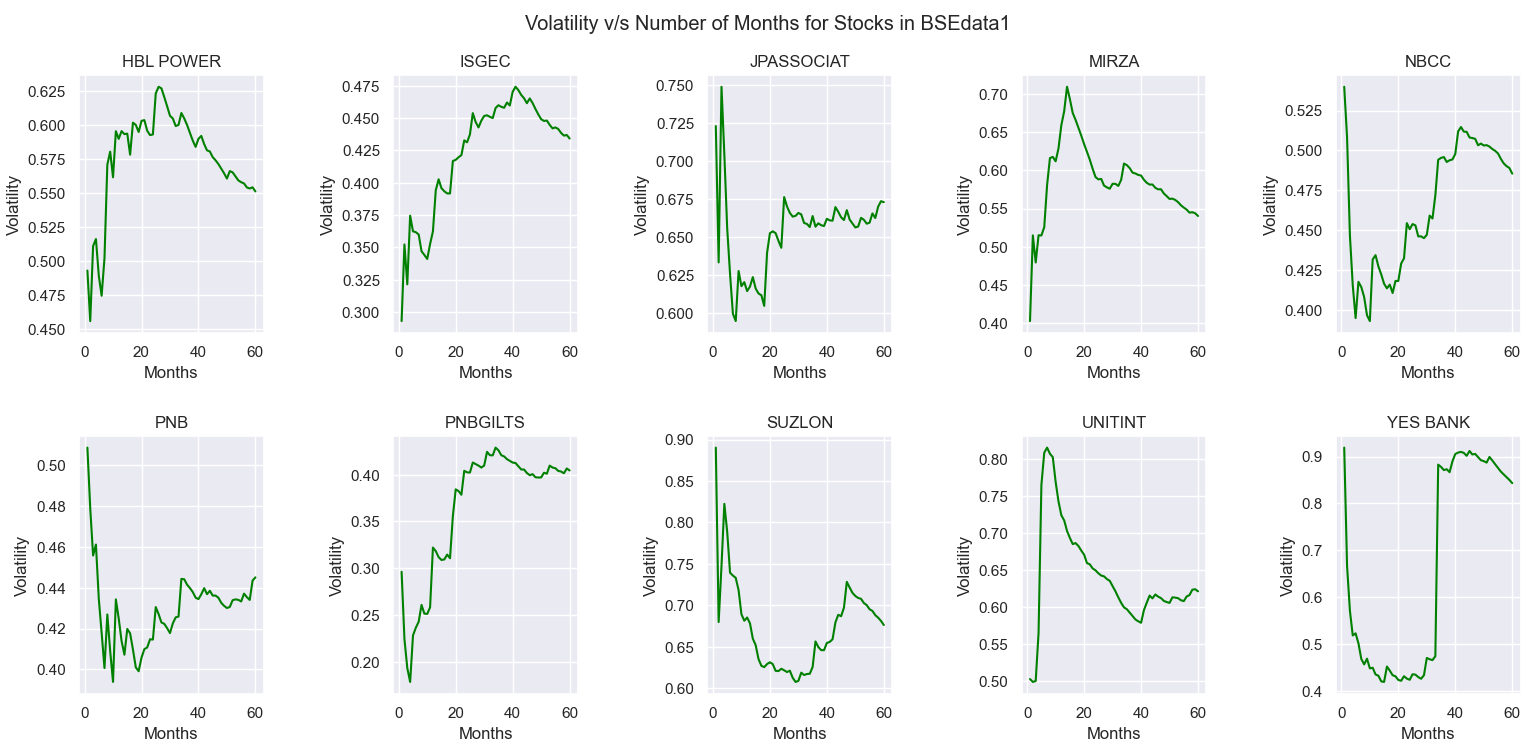 Volatility v/s Number of Months for Stocks in BSEdata1
HBL POWER
0.625
0.600
0.575
0.550
0.525
0.500
0.475
0.450
Volatility
0 20 40 60
Months
ISGEC
0.475
0.450
0.425
0.400
0.375
0.350
0.325
0.300
Volatility
0 20 40 60
Months
JPASSOCIAT
0.750
0.725
0.700
0.675
0.650
0.625
0.600
Volatility
0 20 40 60
Months
MIRZA
0.70
0.65
0.60
0.55
0.50
0.45
0.40
Volatility
0 20 40 60
Months
NBCC
0.525
0.500
0.475
0.450
0.425
0.400
Volatility
0 20 40 60
Months
PNB
0.50
0.48
0.46
0.44
0.42
0.40
Volatility
0 20 40 60
Months
PNBGILTS
0.40
0.35
0.30
0.25
0.20
Volatility
0 20 40 60
Months
SUZLON
0.90
0.85
0.80
0.75
0.70
0.65
0.60
Volatility
0 20 40 60
Months
UNITINT
0.80
0.75
0.70
0.65
0.60
0.55
0.50
Volatility
0 20 40 60
Months
YES BANK
0.9
0.8
0.7
0.6
0.5
0.4
Volatility
0 20 40 60
Months